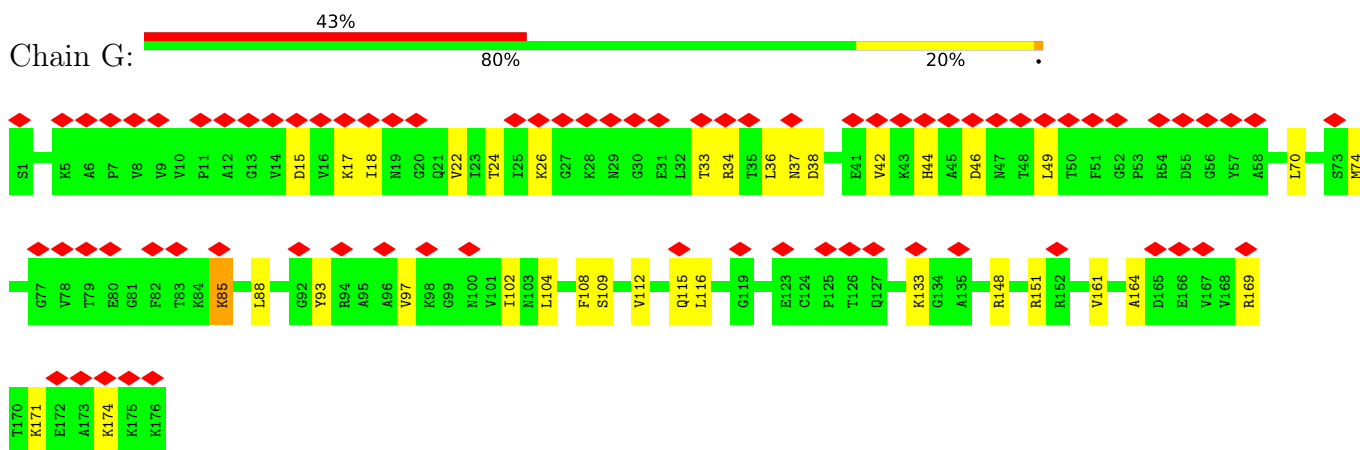 43%
Chain G:
80% 20% •
S1 K5 A6 P7 V8 V9 V10 P11 A12 G13 V14 D15 V16 K17 I18 N19 G20 Q21 V22 I23 T24 I25 K26 G27 K28 N29 G30 E31 L32 T33 R34 T35 L36 N37 D38 E41 V42 K43 H44 A45 D46 N47 T48 L49 T50 F51 G52 P53 R54 D55 G56 Y57 A58 L70 S73 M74
G77 V78 T79 E80 G81 F82 T83 K84 K85 L88 G92 Y93 R94 A95 A96 V97 K98 G99 N100 V101 I102 N103 L104 F108 S109 V112 Q115 L116 G119 E123 C124 P125 T126 Q127 K133 G134 A135 R148 R151 R152 V161 A164 D165 E166 V167 V168 R169
T170 K171 E172 A173 K174 K175 K176